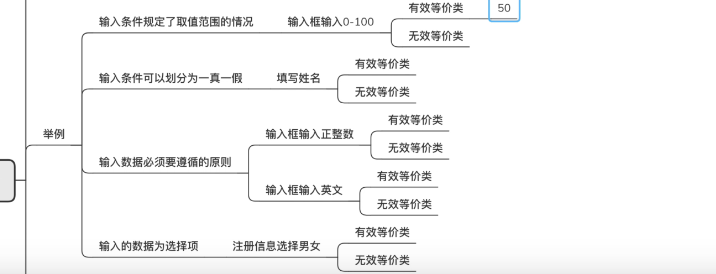 有效等价类
50
输入条件规定了取值范围的情况
输入框输入0-100
无效等价类
有效等价类
输入条件可以划分为一真一假
填写姓名
无效等价类
有效等价类
举例
输入框输入正整数
无效等价类
输入数据必须要遵循的原则
有效等价类
输入框输入英文
无效等价类
有效等价类
输入的数据为选择项
注册信息选择男女
无效等价类